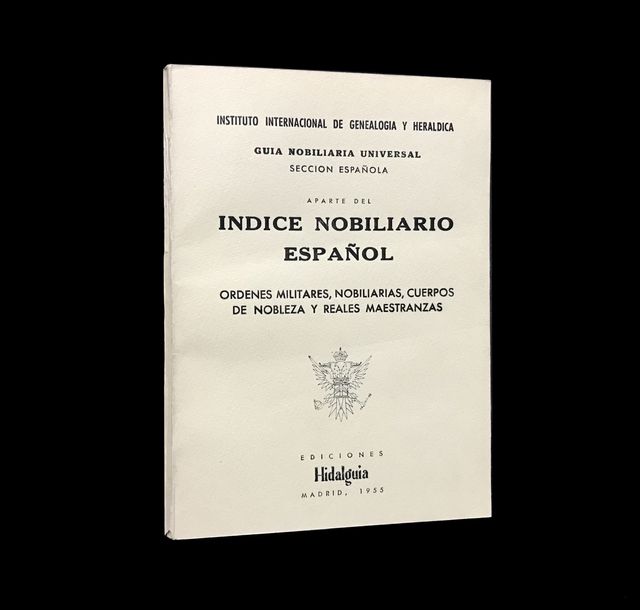 INSTITUTO INTERNACIONAL DE GENEALOGIA Y HERALDICA
GUIA NOBILIARIA UNIVERSAL
SECCION ESPAÑOLA
APARTE DEL
INDICE NOBILIARIO
ESPAÑOL
ORDENES MILITARES, NOBILIARIAS, CUERPOS
DE NOBLEZA Y REALES MAESTRANZAS
EDICIONES
Hidalguia
MADRID, 1955